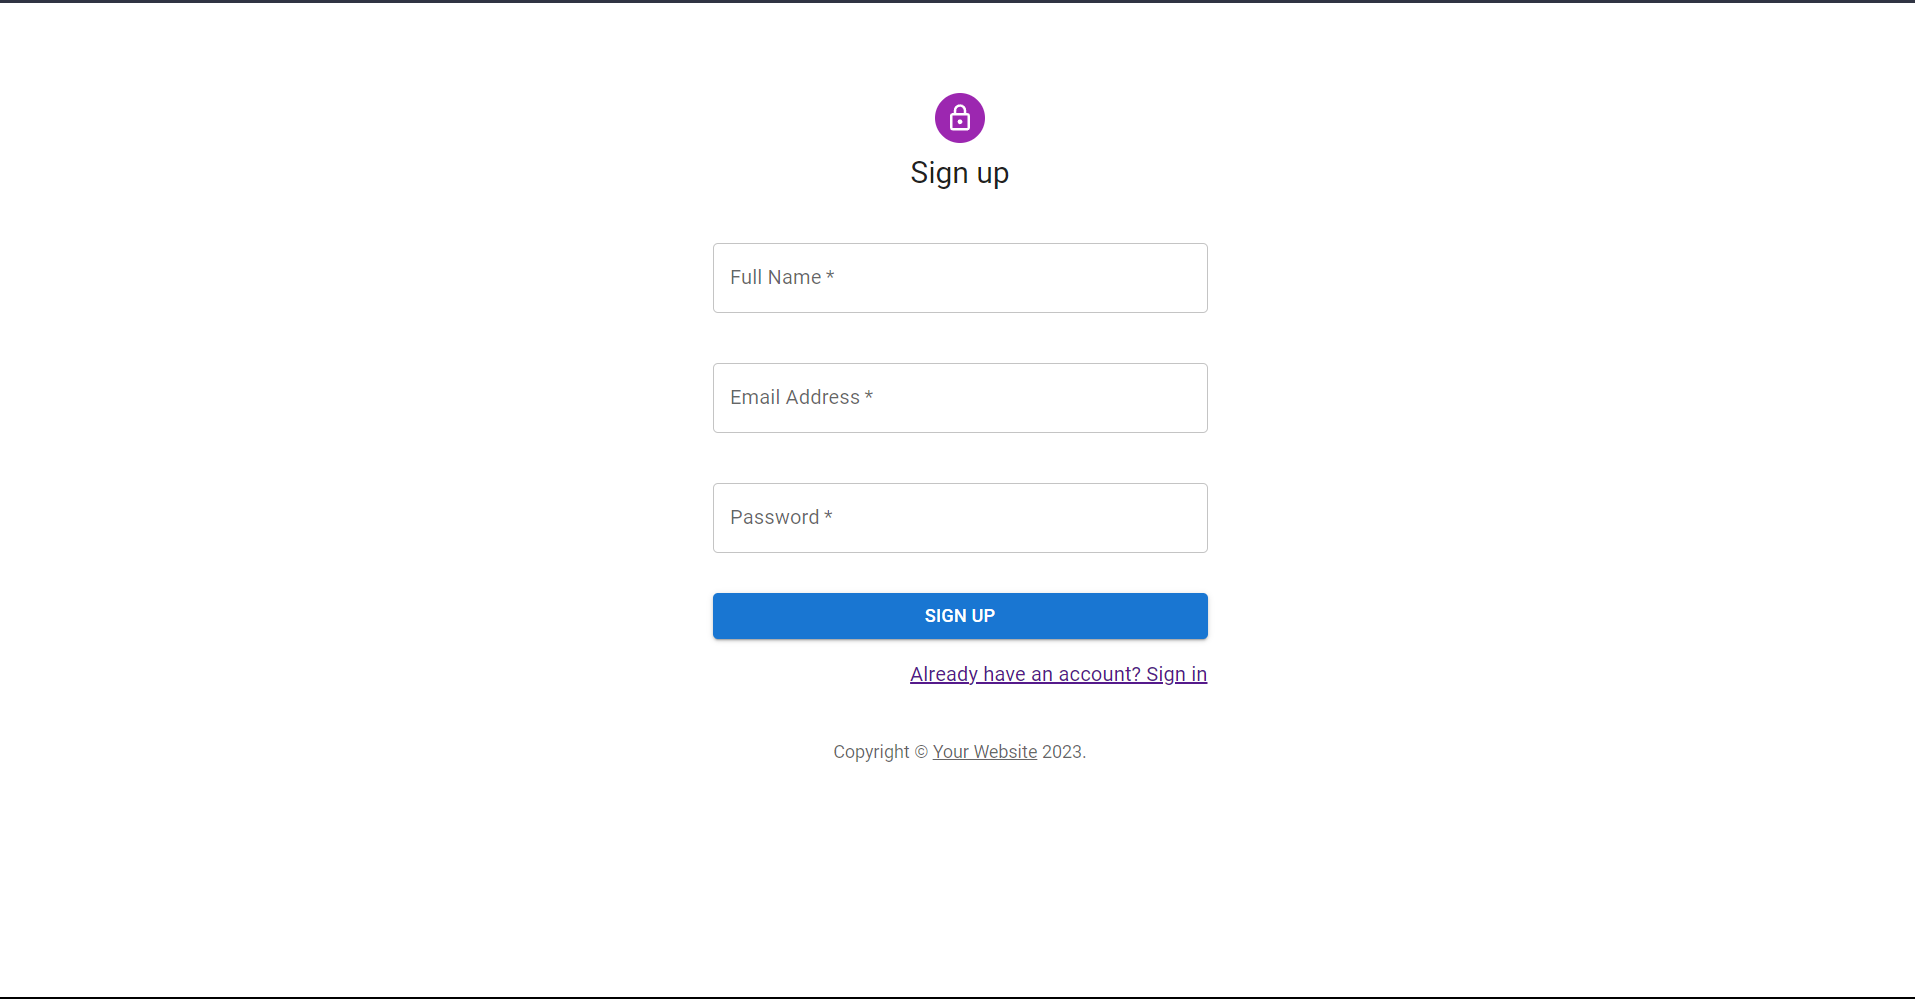 Sign up
Full Name *
Email Address *
Password *
SIGN UP
Already have an account? Sign in
Copyright © Your Website 2023.